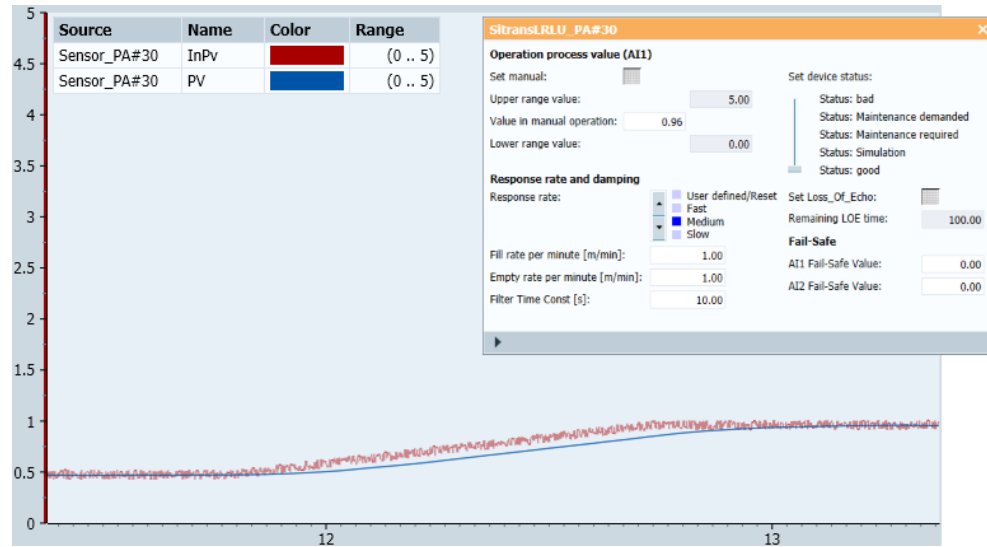 Source Name Color Range
Sensor_PA#30 InPv (0 .. 5)
Sensor_PA#30 PV (0 .. 5)
5
4.5
4
3.5
3
2.5
2
1.5
1
0.5
0
12 13
SitransLRLU_PA#30
Operation process value (AI1)
Set manual:
Upper range value: 5.00
Value in manual operation: 0.96
Lower range value: 0.00
Set device status:
Status: bad
Status: Maintenance demanded
Status: Maintenance required
Status: Simulation
Status: good
Response rate and damping
Response rate:
User defined/Reset
Fast
Medium
Slow
Fill rate per minute [m/min]: 1.00
Empty rate per minute [m/min]: 1.00
Filter Time Const [s]: 10.00
Set Loss_Of_Echo:
Remaining LOE time: 100.00
Fail-Safe
AI1 Fail-Safe Value: 0.00
AI2 Fail-Safe Value: 0.00